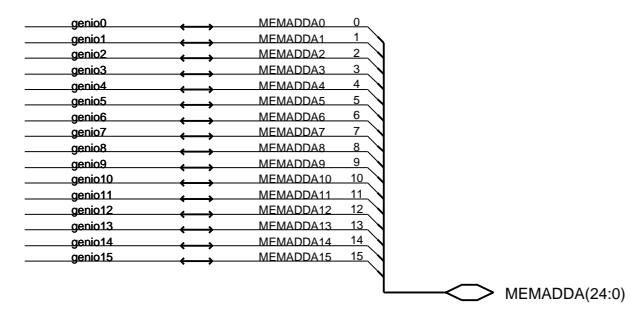 genio0 MEMADDA0 0
genio1 MEMADDA1 1
genio2 MEMADDA2 2
genio3 MEMADDA3 3
genio4 MEMADDA4 4
genio5 MEMADDA5 5
genio6 MEMADDA6 6
genio7 MEMADDA7 7
genio8 MEMADDA8 8
genio9 MEMADDA9 9
genio10 MEMADDA10 10
genio11 MEMADDA11 11
genio12 MEMADDA12 12
genio13 MEMADDA13 13
genio14 MEMADDA14 14
genio15 MEMADDA15 15
MEMADDA(24:0)